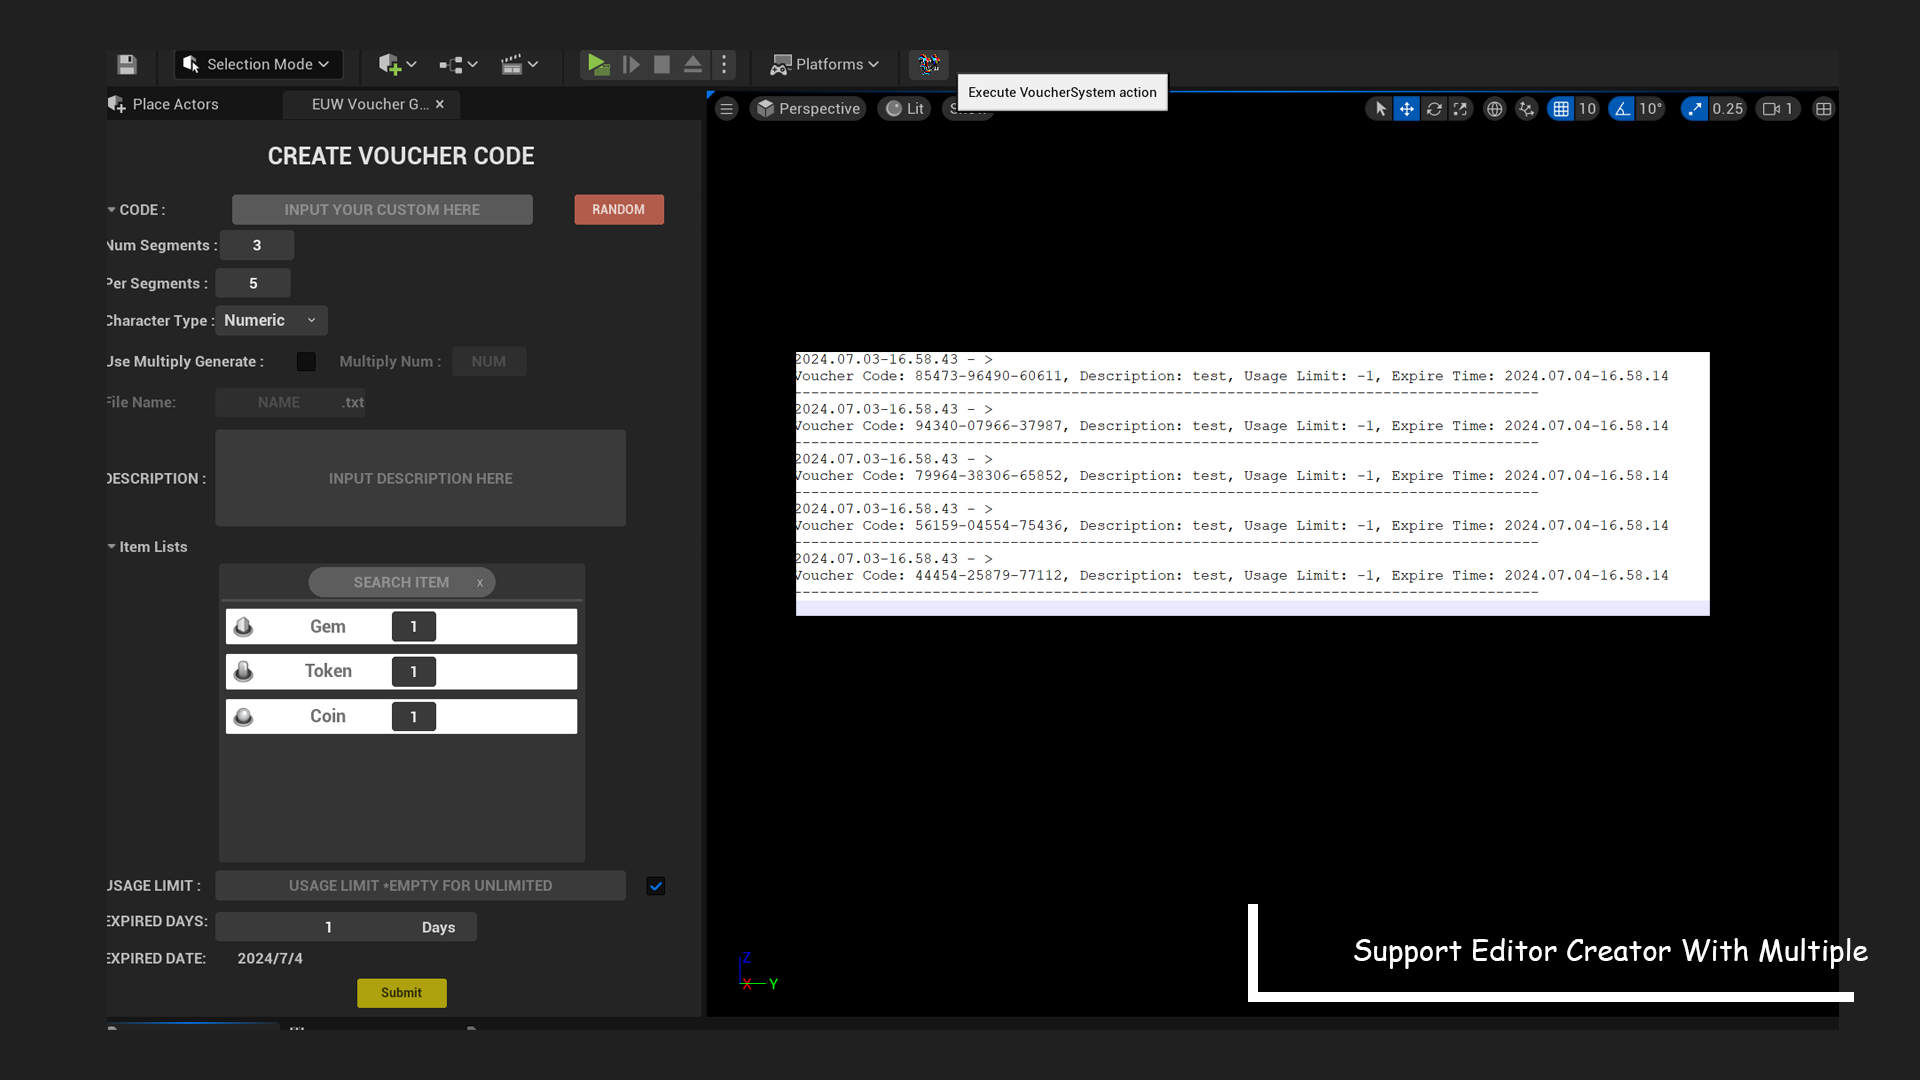 Selection Mode
Platforms
Place Actors
EUW Voucher G... ×
Execute VoucherSystem action
Perspective
Lit
10
10°
0.25
1
CREATE VOUCHER CODE
CODE :
INPUT YOUR CUSTOM HERE
RANDOM
Num Segments :
3
Per Segments :
5
Character Type :
Numeric
Use Multiply Generate :
Multiply Num :
NUM
File Name:
NAME
.txt
DESCRIPTION :
INPUT DESCRIPTION HERE
Item Lists
SEARCH ITEM
x
Gem
1
Token
1
Coin
1
USAGE LIMIT :
USAGE LIMIT *EMPTY FOR UNLIMITED
EXPIRED DAYS:
1
Days
EXPIRED DATE:
2024/7/4
Submit
2024.07.03-16.58.43 - >
Voucher Code: 85473-96490-60611, Description: test, Usage Limit: -1, Expire Time: 2024.07.04-16.58.14
-------------------------------------------------------------------------------------
2024.07.03-16.58.43 - >
Voucher Code: 94340-07966-37987, Description: test, Usage Limit: -1, Expire Time: 2024.07.04-16.58.14
-------------------------------------------------------------------------------------
2024.07.03-16.58.43 - >
Voucher Code: 79964-38306-65852, Description: test, Usage Limit: -1, Expire Time: 2024.07.04-16.58.14
-------------------------------------------------------------------------------------
2024.07.03-16.58.43 - >
Voucher Code: 56159-04554-75436, Description: test, Usage Limit: -1, Expire Time: 2024.07.04-16.58.14
-------------------------------------------------------------------------------------
2024.07.03-16.58.43 - >
Voucher Code: 44454-25879-77112, Description: test, Usage Limit: -1, Expire Time: 2024.07.04-16.58.14
-------------------------------------------------------------------------------------
Z
X
Y
Support Editor Creator With Multiple